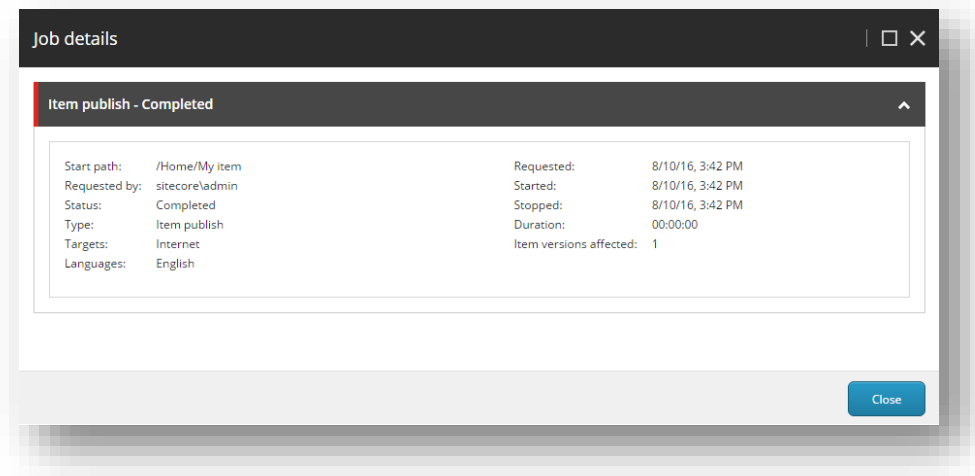 Job details
Item publish - Completed
Start path: /Home/My item
Requested by: sitecore\admin
Status: Completed
Type: Item publish
Targets: Internet
Languages: English
Requested: 8/10/16, 3:42 PM
Started: 8/10/16, 3:42 PM
Stopped: 8/10/16, 3:42 PM
Duration: 00:00:00
Item versions affected: 1
Close